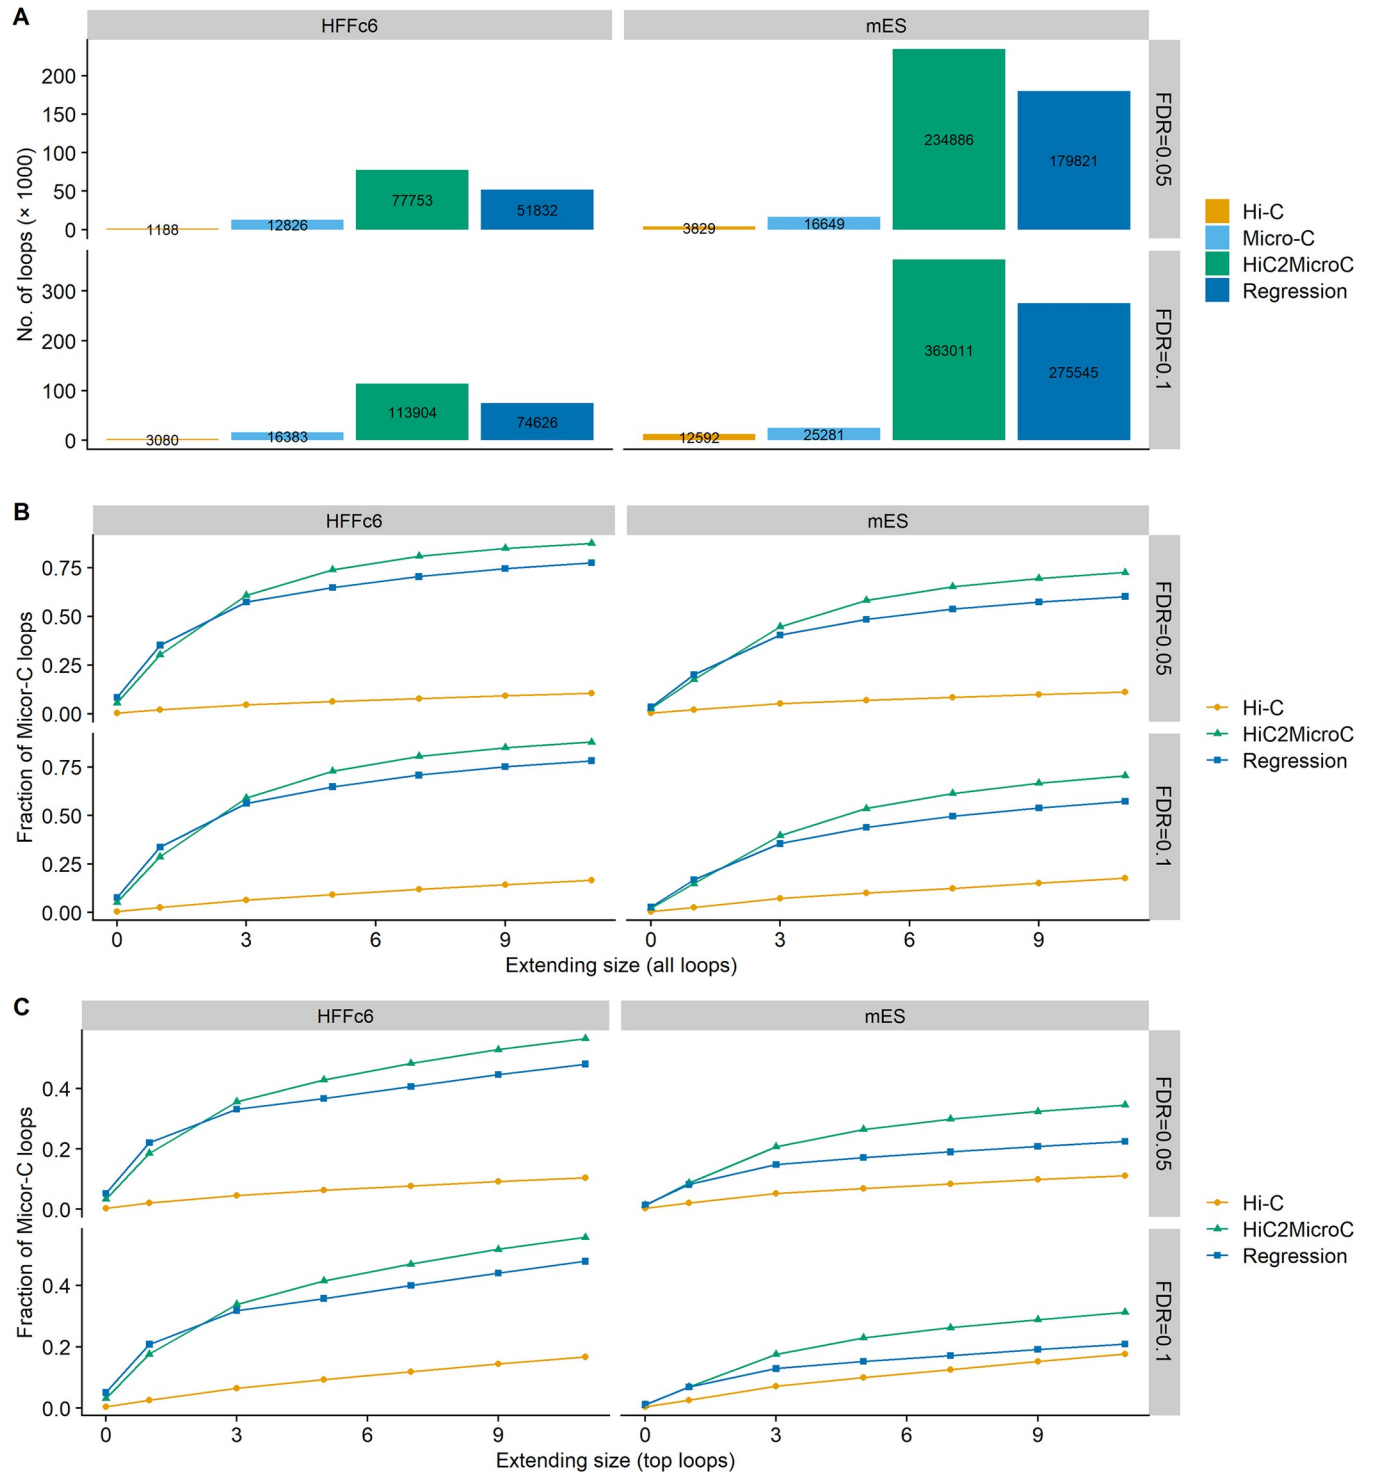 A
HFFc6
mES
No. of loops (× 1000)
200
150
100
50
0
1188
12826
77753
51832
3829
16649
234886
179821
FDR=0.05
300
200
100
0
3080
16383
113904
74626
12592
25281
363011
275545
FDR=0.1
Hi-C
Micro-C
HiC2MicroC
Regression
B
HFFc6
mES
Fraction of Micor-C loops
0.75
0.50
0.25
0.00
FDR=0.05
0.75
0.50
0.25
0.00
FDR=0.1
0 3 6 9
0 3 6 9
Extending size (all loops)
Hi-C
HiC2MicroC
Regression
C
HFFc6
mES
Fraction of Micor-C loops
0.4
0.2
0.0
FDR=0.05
0.4
0.2
0.0
FDR=0.1
0 3 6 9
0 3 6 9
Extending size (top loops)
Hi-C
HiC2MicroC
Regression